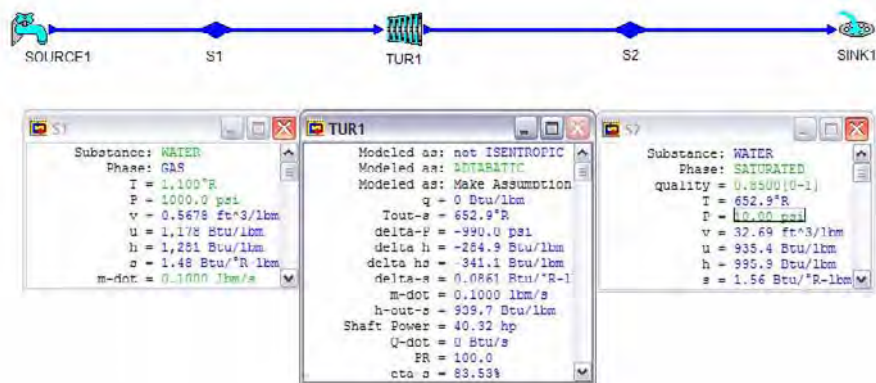 SOURCE1
S1
TUR1
S2
SINK1
S1
Substance: WATER
Phase: GAS
T = 1,100°R
P = 1000.0 psi
v = 0.5678 ft^3/lbm
u = 1,178 Btu/lbm
h = 1,281 Btu/lbm
s = 1.48 Btu/°R-lbm
m-dot = 0.1000 lbm/s
TUR1
Modeled as: not ISENTROPIC
Modeled as: ADIABATIC
Modeled as: Make Assumption
q = 0 Btu/lbm
Tout-s = 652.9°R
delta-P = -990.0 psi
delta h = -284.9 Btu/lbm
delta hs = -341.1 Btu/lbm
delta-s = 0.0861 Btu/°R-l
m-dot = 0.1000 lbm/s
h-out-s = 939.7 Btu/lbm
Shaft Power = 40.32 hp
Q-dot = 0 Btu/s
PR = 100.0
eta-s = 83.53%
S2
Substance: WATER
Phase: SATURATED
quality = 0.8500[0-1]
T = 652.9°R
P = 10.00 psi
v = 32.69 ft^3/lbm
u = 935.4 Btu/lbm
h = 995.9 Btu/lbm
s = 1.56 Btu/°R-lbm